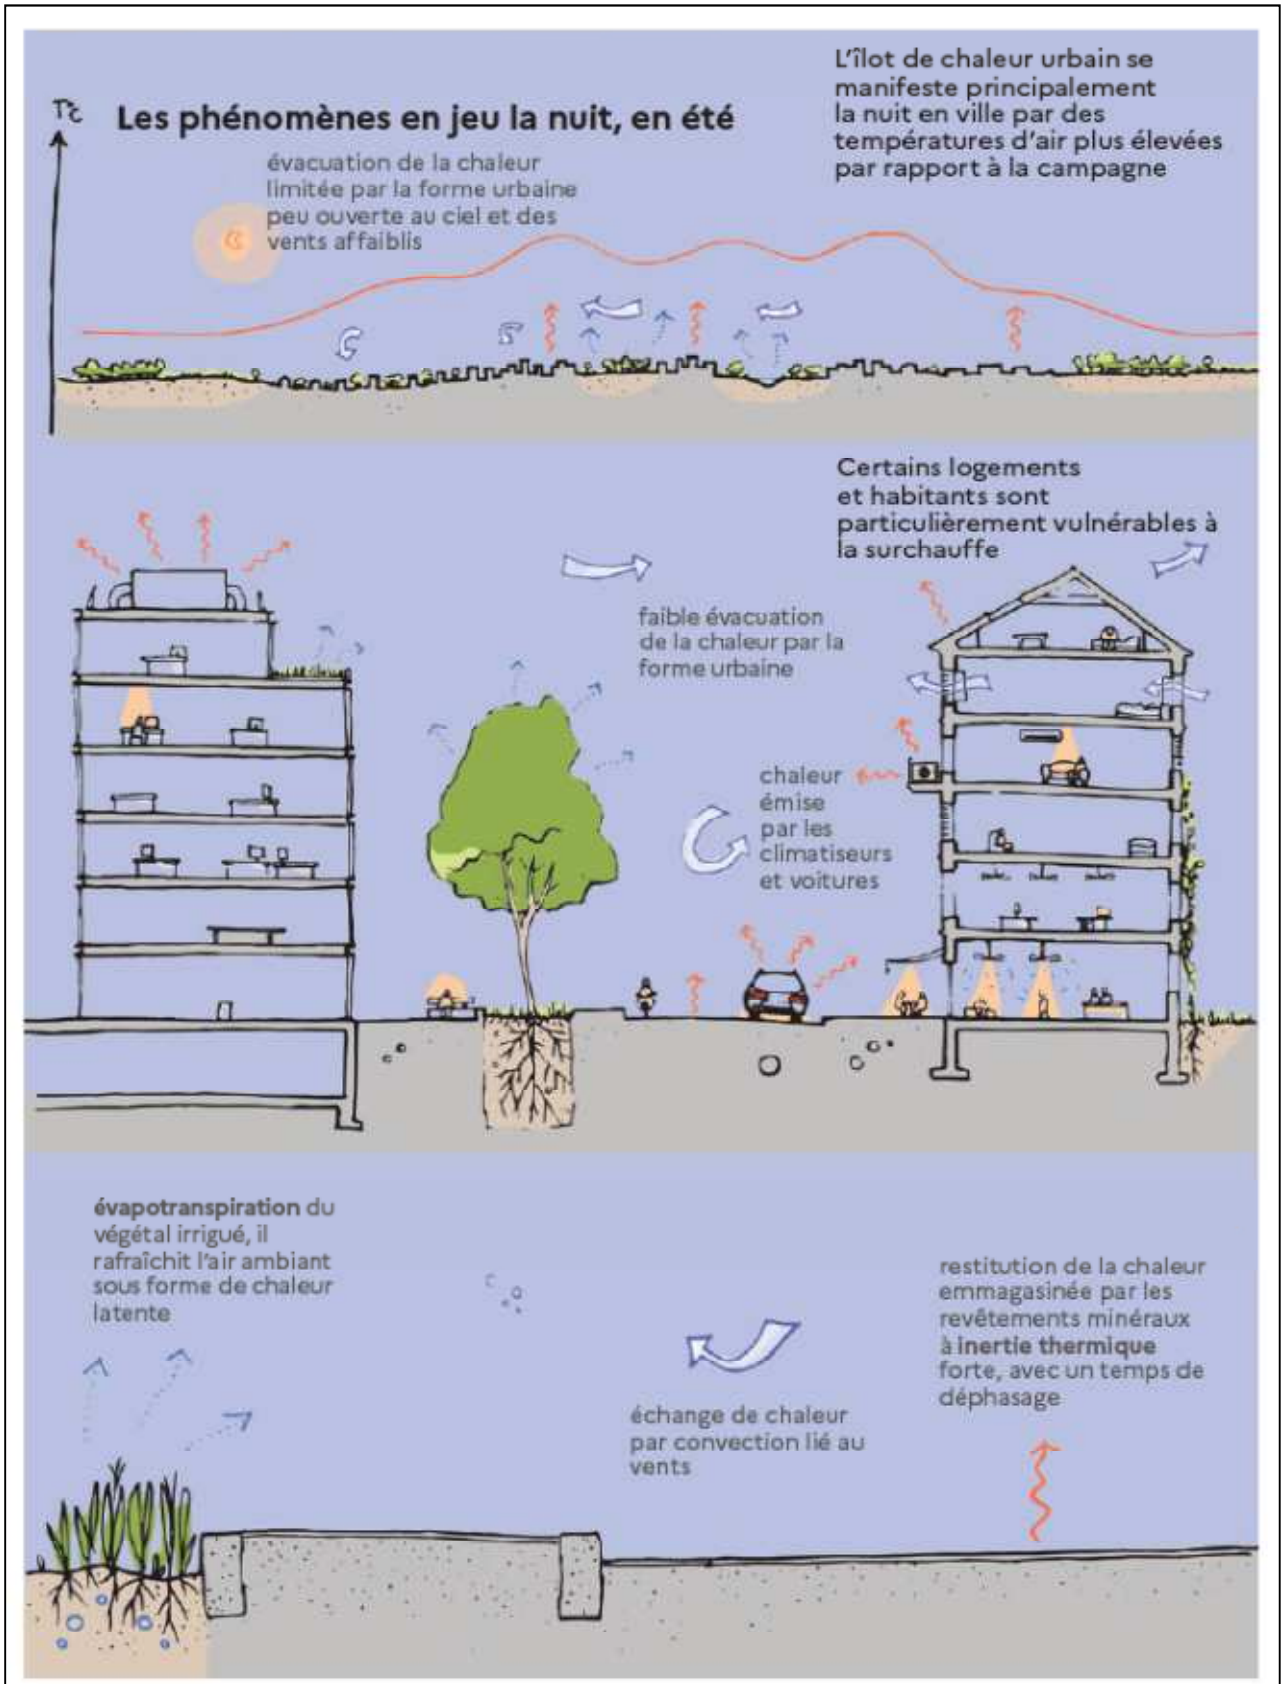 T°C
Les phénomènes en jeu la nuit, en été
L'îlot de chaleur urbain se
manifeste principalement
la nuit en ville par des
températures d'air plus élevées
par rapport à la campagne
évacuation de la chaleur
limitée par la forme urbaine
peu ouverte au ciel et des
vents affaiblis
Certains logements
et habitants sont
particulièrement vulnérables à
la surchauffe
faible évacuation
de la chaleur par la
forme urbaine
chaleur
émise
par les
climatiseurs
et voitures
évapotranspiration du
végétal irrigué, il
rafraîchit l'air ambiant
sous forme de chaleur
latente
échange de chaleur
par convection lié au
vents
restitution de la chaleur
emmagasinée par les
revêtements minéraux
à inertie thermique
forte, avec un temps de
déphasage